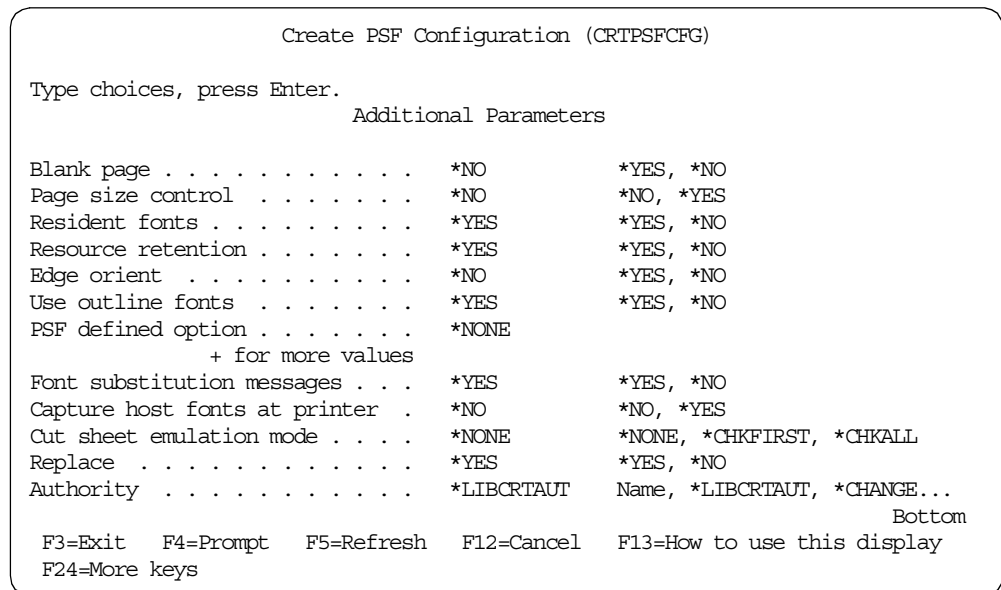 Create PSF Configuration (CRTPSFCFG)
Type choices, press Enter.
Additional Parameters
Blank page . . . . . . . . . . . *NO *YES, *NO
Page size control . . . . . . . *NO *NO, *YES
Resident fonts . . . . . . . . . *YES *YES, *NO
Resource retention . . . . . . . *YES *YES, *NO
Edge orient . . . . . . . . . . *NO *YES, *NO
Use outline fonts . . . . . . . *YES *YES, *NO
PSF defined option . . . . . . . *NONE
+ for more values
Font substitution messages . . . *YES *YES, *NO
Capture host fonts at printer . *NO *NO, *YES
Cut sheet emulation mode . . . . *NONE *NONE, *CHKFIRST, *CHKALL
Replace . . . . . . . . . . . . *YES *YES, *NO
Authority . . . . . . . . . . . *LIBCRTAUT Name, *LIBCRTAUT, *CHANGE...
Bottom
F3=Exit F4=Prompt F5=Refresh F12=Cancel F13=How to use this display
F24=More keys